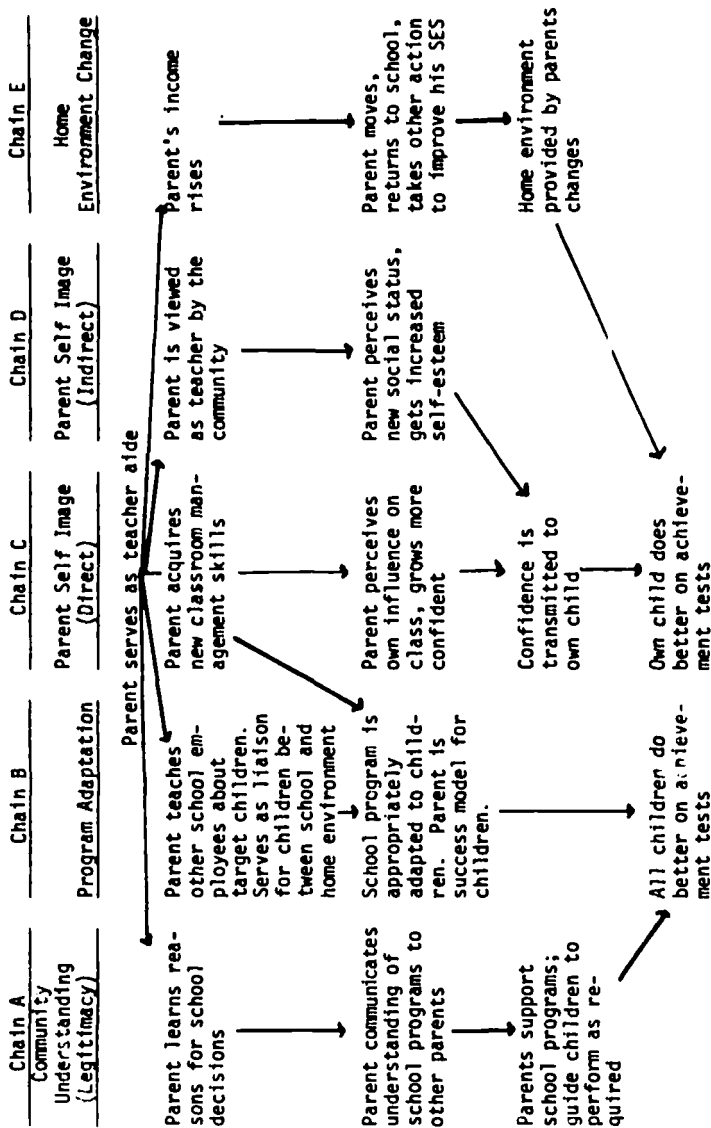 Chain A
Community
Understanding
(Legitimacy)
Parent learns rea-
sons for school
decisions
Parent communicates
understanding of
school programs to
other parents
Parents support
school programs;
guide children to
perform as re-
quired
Chain B
Program Adaptation
Parent teaches
other school em-
ployees about
target children.
Serves as liaison
for children be-
tween school and
home environment
School program is
appropriately
adapted to child-
ren. Parent is
success model for
children.
All children do
better on achieve-
ment tests
Chain C
Parent Self Image
(Direct)
Parent serves as teacher aide
Parent acquires
new classroom man-
agement skills
Parent perceives
own influence on
class, grows more
confident
Confidence is
transmitted to
own child
Own child does
better on achieve-
ment tests
Chain D
Parent Self Image
(Indirect)
Parent is viewed
as teacher by the
community
Parent perceives
new social status,
gets increased
self-esteem
Chain E
Home
Environment Change
Parent's income
rises
Parent moves,
returns to school,
takes other action
to improve his SES
Home environment
provided by parents
changes